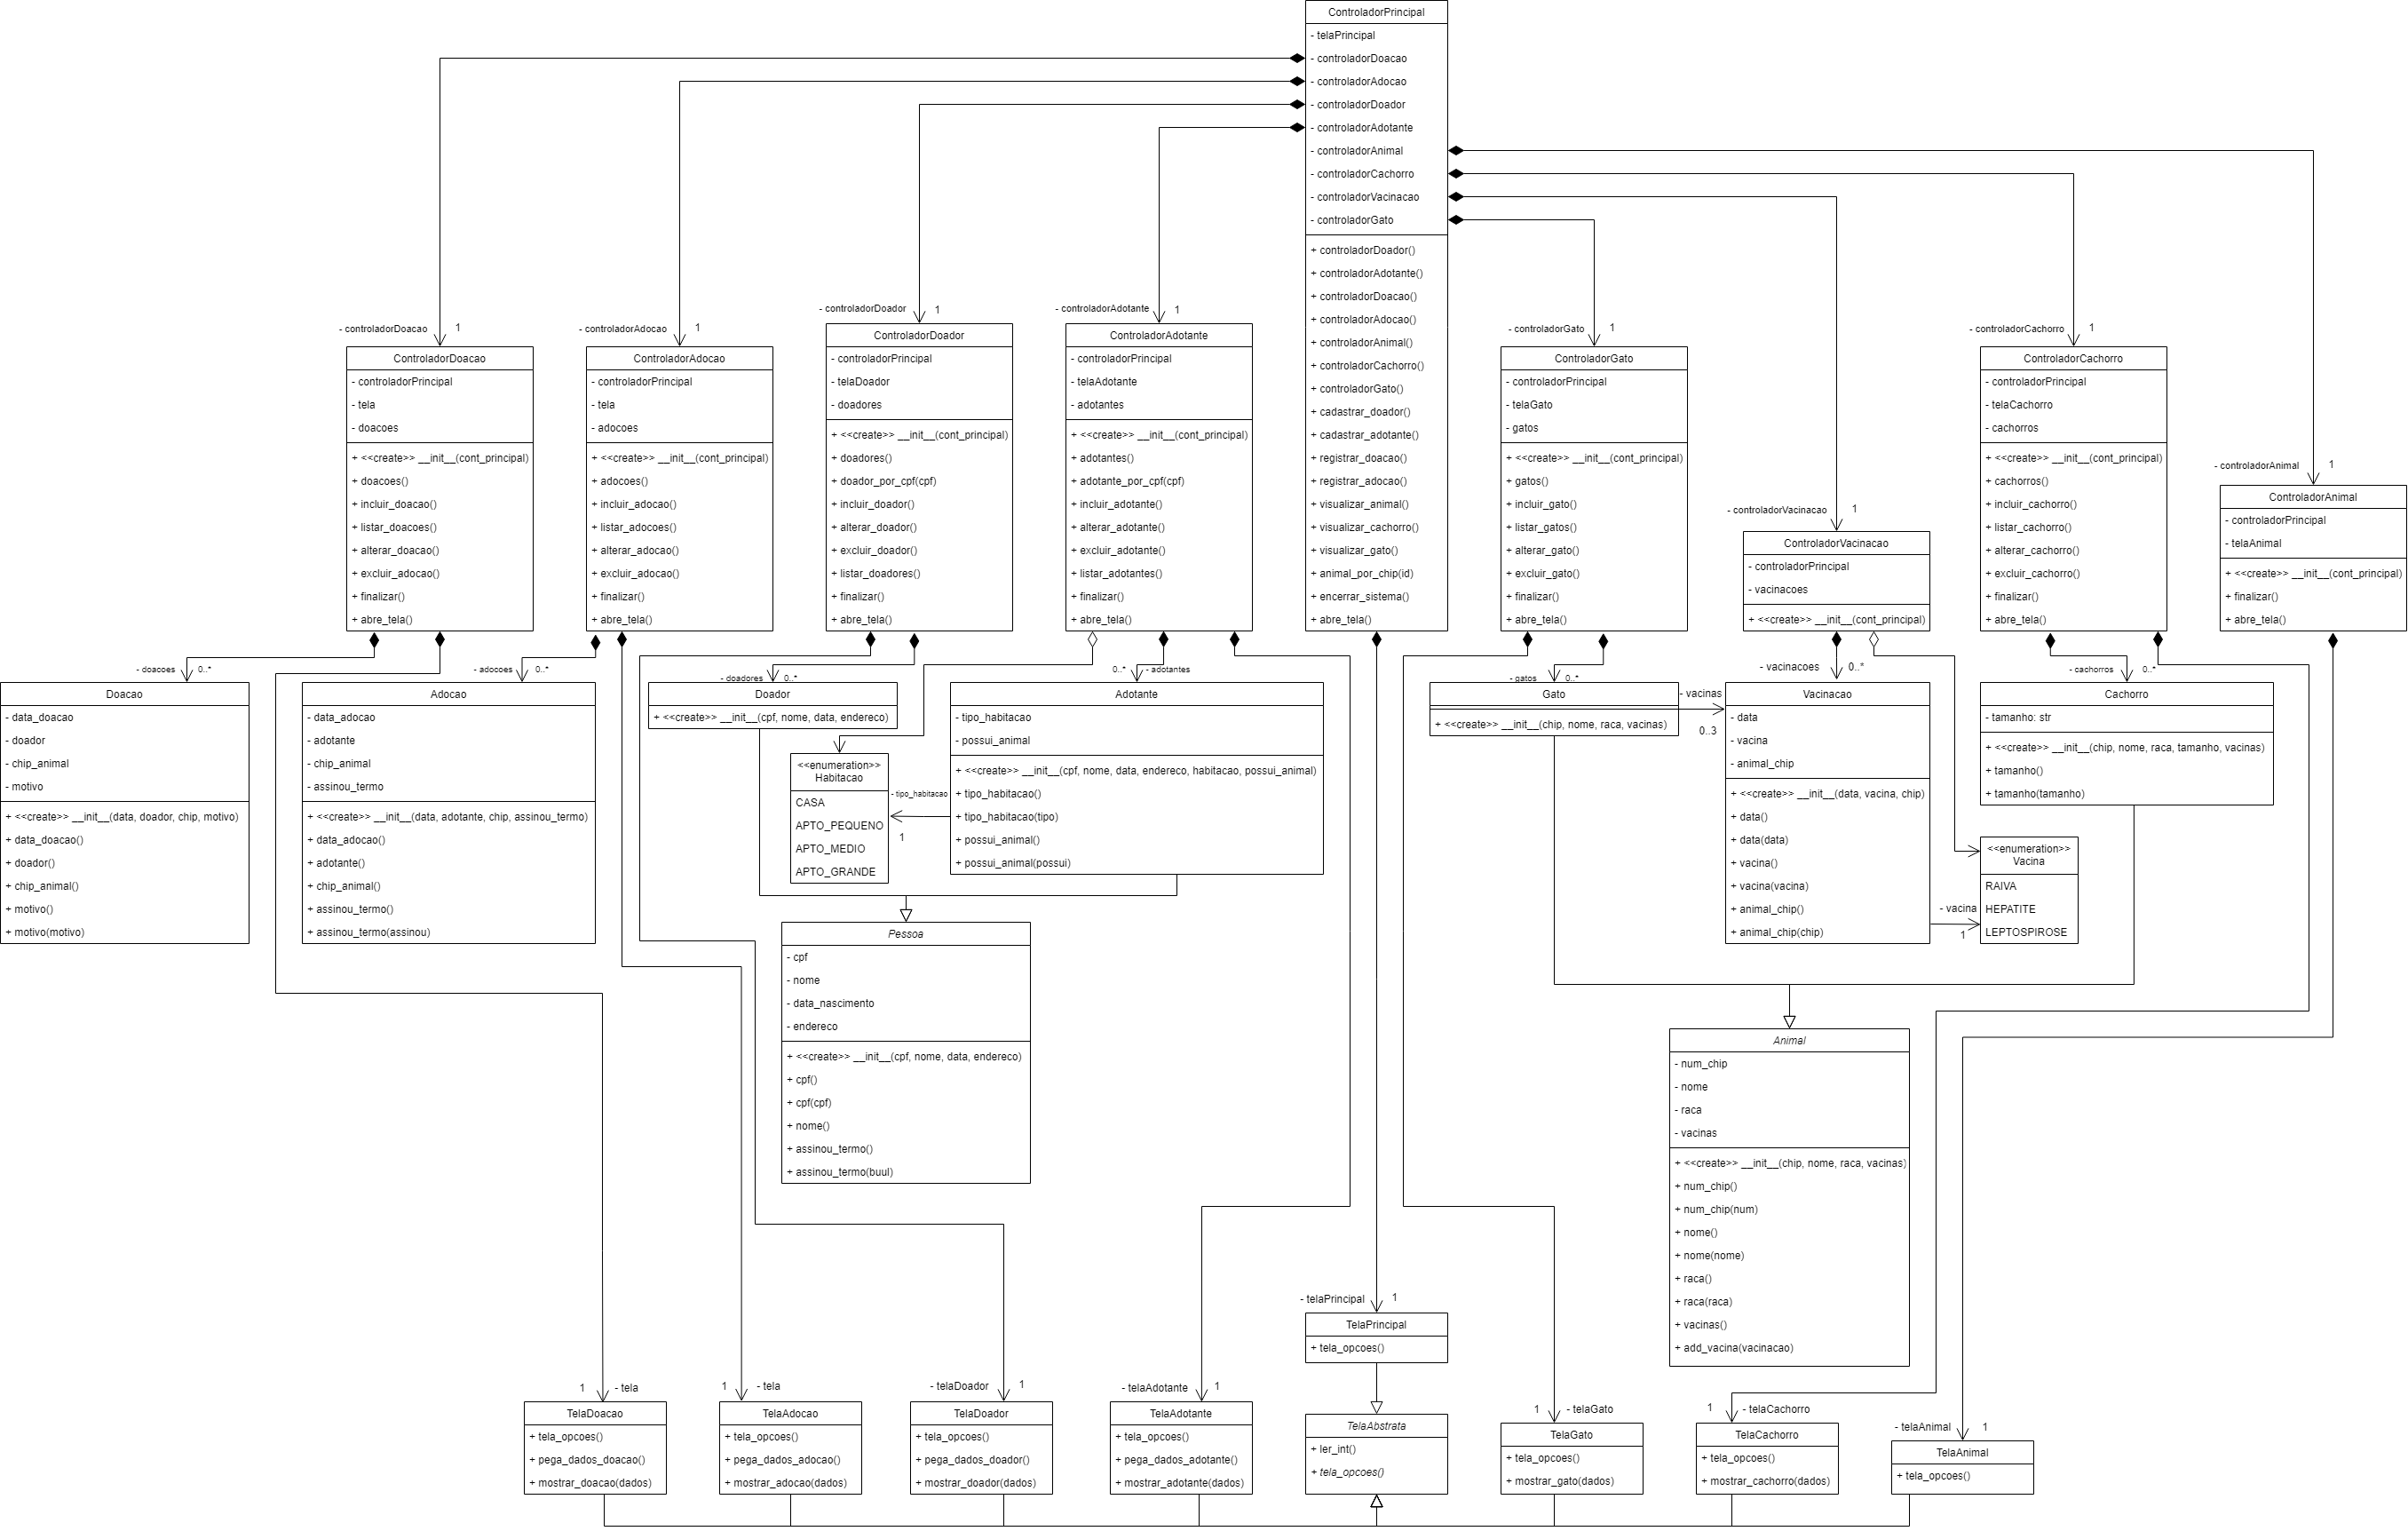 ControladorPrincipal
- telaPrincipal
- controladorDoacao
- controladorAdocao
- controladorDoador
- controladorAdotante
- controladorAnimal
- controladorCachorro
- controladorVacinacao
- controladorGato
+ controladorDoador()
+ controladorAdotante()
+ controladorDoacao()
+ controladorAdocao()
+ controladorAnimal()
+ controladorCachorro()
+ controladorGato()
+ cadastrar_doador()
+ cadastrar_adotante()
+ registrar_doacao()
+ registrar_adocao()
+ visualizar_animal()
+ visualizar_cachorro()
+ visualizar_gato()
+ animal_por_chip(id)
+ encerrar_sistema()
+ abre_tela()
- controladorDoacao
1
ControladorDoacao
- controladorPrincipal
- tela
- doacoes
+ <<create>> __init__(cont_principal)
+ doacoes()
+ incluir_doacao()
+ listar_doacoes()
+ alterar_doacao()
+ excluir_adocao()
+ finalizar()
+ abre_tela()
- controladorAdocao
1
ControladorAdocao
- controladorPrincipal
- tela
- adocoes
+ <<create>> __init__(cont_principal)
+ adocoes()
+ incluir_adocao()
+ listar_adocoes()
+ alterar_adocao()
+ excluir_adocao()
+ finalizar()
+ abre_tela()
- controladorDoador
1
ControladorDoador
- controladorPrincipal
- telaDoador
- doadores
+ <<create>> __init__(cont_principal)
+ doadores()
+ doador_por_cpf(cpf)
+ incluir_doador()
+ alterar_doador()
+ excluir_doador()
+ listar_doadores()
+ finalizar()
+ abre_tela()
- controladorAdotante
1
ControladorAdotante
- controladorPrincipal
- telaAdotante
- adotantes
+ <<create>> __init__(cont_principal)
+ adotantes()
+ adotante_por_cpf(cpf)
+ incluir_adotante()
+ alterar_adotante()
+ excluir_adotante()
+ listar_adotantes()
+ finalizar()
+ abre_tela()
- controladorGato
1
ControladorGato
- controladorPrincipal
- telaGato
- gatos
+ <<create>> __init__(cont_principal)
+ gatos()
+ incluir_gato()
+ listar_gatos()
+ alterar_gato()
+ excluir_gato()
+ finalizar()
+ abre_tela()
- controladorVacinacao
1
ControladorVacinacao
- controladorPrincipal
- vacinacoes
+ <<create>> __init__(cont_principal)
- controladorCachorro
1
ControladorCachorro
- controladorPrincipal
- telaCachorro
- cachorros
+ <<create>> __init__(cont_principal)
+ cachorros()
+ incluir_cachorro()
+ listar_cachorro()
+ alterar_cachorro()
+ excluir_cachorro()
+ finalizar()
+ abre_tela()
- controladorAnimal
1
ControladorAnimal
- controladorPrincipal
- telaAnimal
+ <<create>> __init__(cont_principal)
+ finalizar()
+ abre_tela()
- doacoes
0..*
Doacao
- data_doacao
- doador
- chip_animal
- motivo
+ <<create>> __init__(data, doador, chip, motivo)
+ data_doacao()
+ doador()
+ chip_animal()
+ motivo()
+ motivo(motivo)
- adocoes
0..*
Adocao
- data_adocao
- adotante
- chip_animal
- assinou_termo
+ <<create>> __init__(data, adotante, chip, assinou_termo)
+ data_adocao()
+ adotante()
+ chip_animal()
+ assinou_termo()
+ assinou_termo(assinou)
- doadores
0..*
Doador
+ <<create>> __init__(cpf, nome, data, endereco)
<<enumeration>>
Habitacao
CASA
APTO_PEQUENO
APTO_MEDIO
APTO_GRANDE
- tipo_habitacao
1
0..*
- adotantes
Adotante
- tipo_habitacao
- possui_animal
+ <<create>> __init__(cpf, nome, data, endereco, habitacao, possui_animal)
+ tipo_habitacao()
+ tipo_habitacao(tipo)
+ possui_animal()
+ possui_animal(possui)
- gatos
0..*
Gato
+ <<create>> __init__(chip, nome, raca, vacinas)
- vacinas
0..3
- vacinacoes
0..*
Vacinacao
- data
- vacina
- animal_chip
+ <<create>> __init__(data, vacina, chip)
+ data()
+ data(data)
+ vacina()
+ vacina(vacina)
+ animal_chip()
+ animal_chip(chip)
- cachorros
0..*
Cachorro
- tamanho: str
+ <<create>> __init__(chip, nome, raca, tamanho, vacinas)
+ tamanho()
+ tamanho(tamanho)
- vacina
1
<<enumeration>>
Vacina
RAIVA
HEPATITE
LEPTOSPIROSE
Pessoa
- cpf
- nome
- data_nascimento
- endereco
+ <<create>> __init__(cpf, nome, data, endereco)
+ cpf()
+ cpf(cpf)
+ nome()
+ assinou_termo()
+ assinou_termo(buul)
Animal
- num_chip
- nome
- raca
- vacinas
+ <<create>> __init__(chip, nome, raca, vacinas)
+ num_chip()
+ num_chip(num)
+ nome()
+ nome(nome)
+ raca()
+ raca(raca)
+ vacinas()
+ add_vacina(vacinacao)
- telaPrincipal
1
TelaPrincipal
+ tela_opcoes()
1
- tela
TelaDoacao
+ tela_opcoes()
+ pega_dados_doacao()
+ mostrar_doacao(dados)
1
- tela
TelaAdocao
+ tela_opcoes()
+ pega_dados_adocao()
+ mostrar_adocao(dados)
- telaDoador
1
TelaDoador
+ tela_opcoes()
+ pega_dados_doador()
+ mostrar_doador(dados)
- telaAdotante
1
TelaAdotante
+ tela_opcoes()
+ pega_dados_adotante()
+ mostrar_adotante(dados)
TelaAbstrata
+ ler_int()
+ tela_opcoes()
1
- telaGato
TelaGato
+ tela_opcoes()
+ mostrar_gato(dados)
1
- telaCachorro
TelaCachorro
+ tela_opcoes()
+ mostrar_cachorro(dados)
- telaAnimal
1
TelaAnimal
+ tela_opcoes()